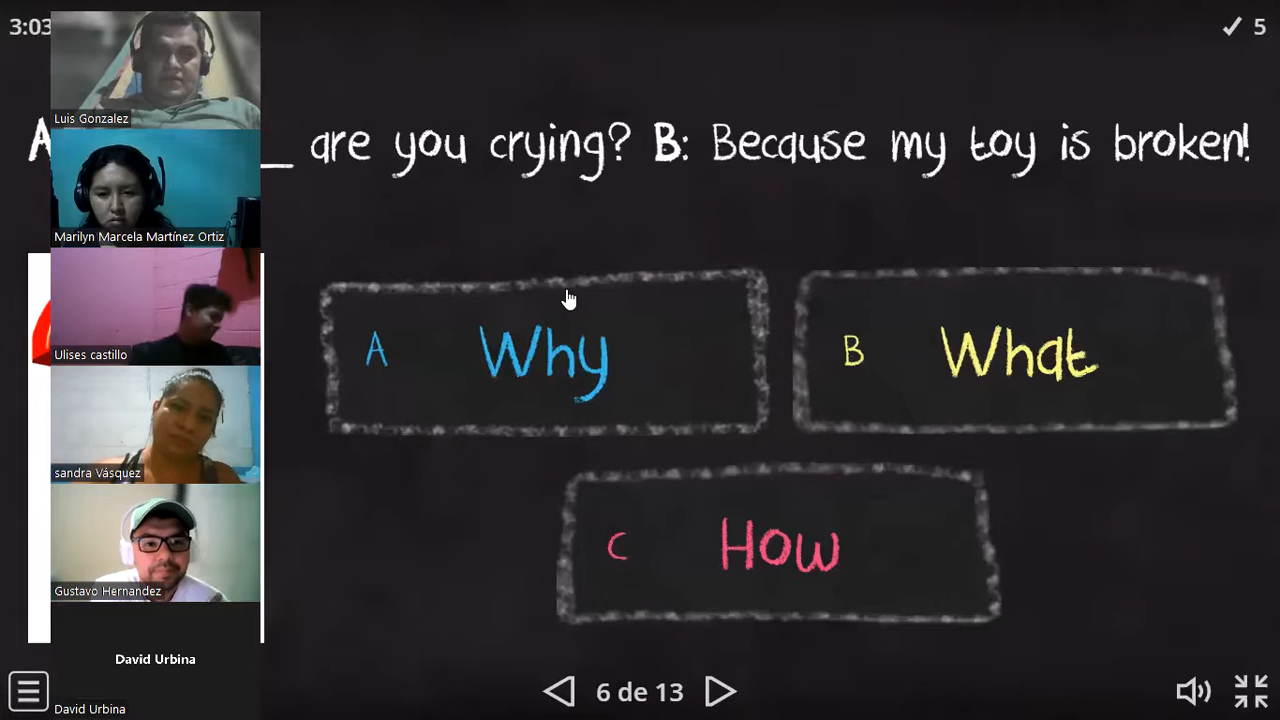 3:03
✓ 5
A ___ are you crying? B: Because my toy is broken!
Luis Gonzalez
Marilyn Marcela Martínez Ortiz
Ulises castillo
sandra Vásquez
Gustavo Hernandez
David Urbina
David Urbina
A Why
B What
C How
6 de 13